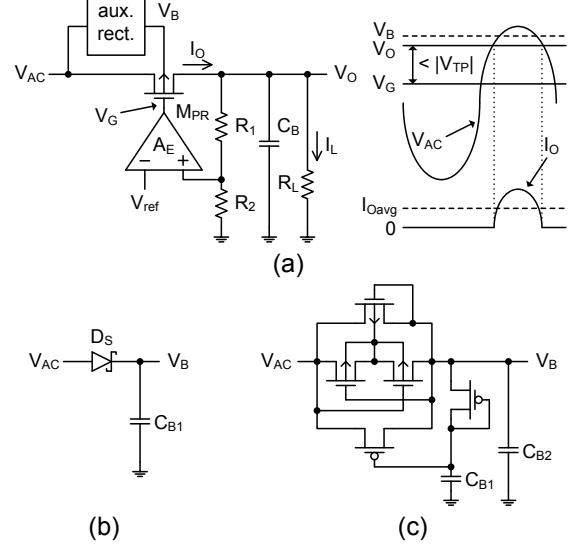 aux.
rect.
V_B
I_O
V_AC
V_O
V_G
M_PR
A_E
− +
V_ref
R_1
R_2
C_B
I_L
R_L
V_B
V_O
V_G
< |V_TP|
V_AC
I_O
I_Oavg
0
(a)
D_S
V_AC
V_B
C_B1
(b)
V_AC
V_B
C_B1
C_B2
(c)